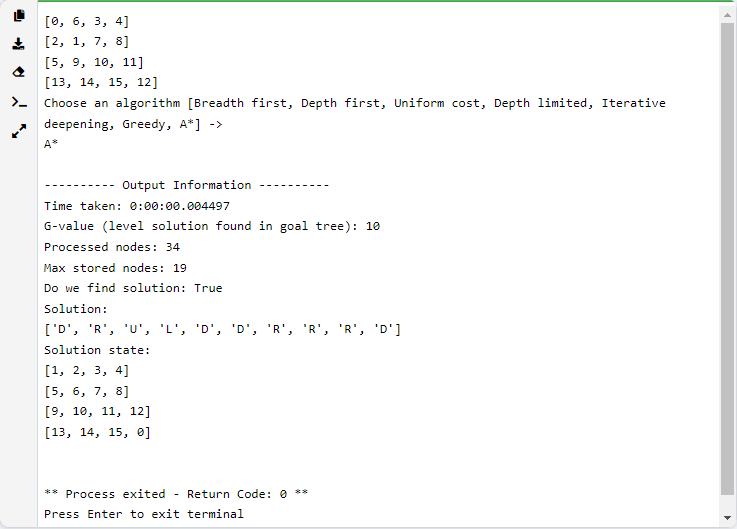 [0, 6, 3, 4]
[2, 1, 7, 8]
[5, 9, 10, 11]
[13, 14, 15, 12]
Choose an algorithm [Breadth first, Depth first, Uniform cost, Depth limited, Iterative
deepening, Greedy, A*] ->
A*
---------- Output Information ----------
Time taken: 0:00:00.004497
G-value (level solution found in goal tree): 10
Processed nodes: 34
Max stored nodes: 19
Do we find solution: True
Solution:
['D', 'R', 'U', 'L', 'D', 'D', 'R', 'R', 'R', 'D']
Solution state:
[1, 2, 3, 4]
[5, 6, 7, 8]
[9, 10, 11, 12]
[13, 14, 15, 0]
** Process exited - Return Code: 0 **
Press Enter to exit terminal